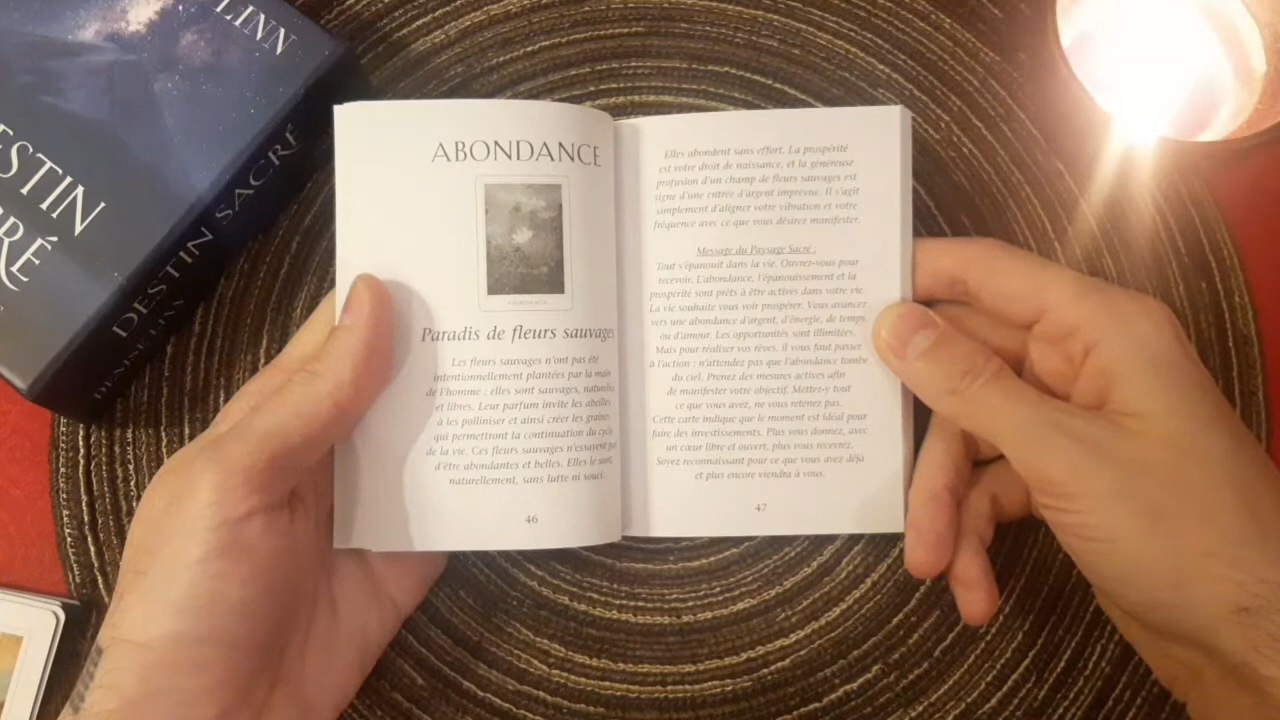 LINN
ESTIN
CRÉ
DESTIN SACRÉ
DENISE LINN
ABONDANCE
Paradis de fleurs sauvages
Les fleurs sauvages n'ont pas été
intentionnellement plantées par la main
de l'homme : elles sont sauvages, naturelles
et libres. Leur parfum invite les abeilles
à les polliniser et ainsi créer les graines
qui permettront la continuation du cycle
de la vie. Ces fleurs sauvages n'essayent pas
d'être abondantes et belles. Elles le sont,
naturellement, sans lutte ni souci.
46
Elles abondent sans effort. La prospérité
est votre droit de naissance, et la généreuse
profusion d'un champ de fleurs sauvages est
signe d'une entrée d'argent imprévue. Il s'agit
simplement d'aligner votre vibration et votre
fréquence avec ce que vous désirez manifester.
Message du Paysage Sacré :
Tout s'épanouit dans la vie. Ouvrez-vous pour
recevoir. L'abondance, l'épanouissement et la
prospérité sont prêts à être activés dans votre vie.
La vie souhaite vous voir prospérer. Vous avancez
vers une abondance d'argent, d'énergie, de temps
ou d'amour. Les opportunités sont illimitées.
Mais pour réaliser vos rêves, il vous faut passer
à l'action : n'attendez pas que l'abondance tombe
du ciel. Prenez des mesures actives afin
de manifester votre objectif. Mettez-y tout
ce que vous avez, ne vous retenez pas.
Cette carte indique que le moment est idéal pour
faire des investissements. Plus vous donnez, avec
un cœur libre et ouvert, plus vous recevrez.
Soyez reconnaissant pour ce que vous avez déjà
et plus encore viendra à vous.
47